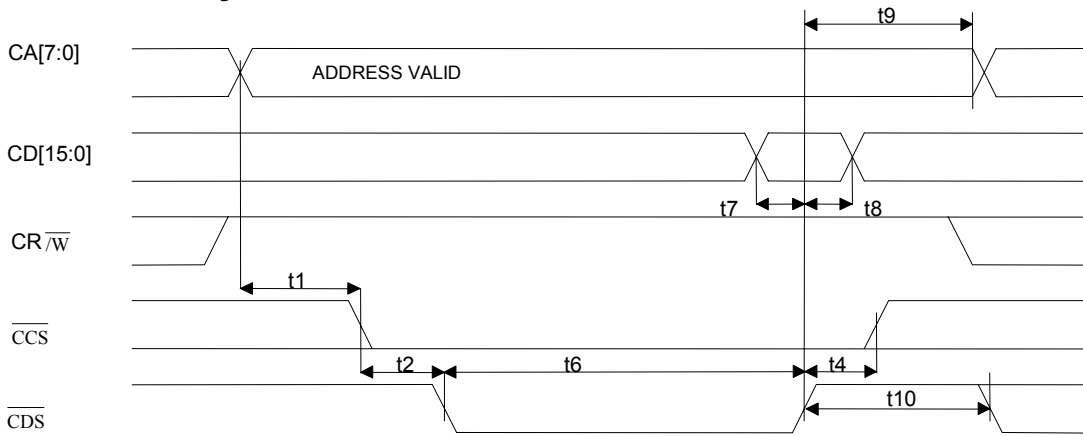 t9
CA[7:0]
ADDRESS VALID
CD[15:0]
t7
t8
CR/W
t1
CCS
t2
t6
t4
t10
CDS